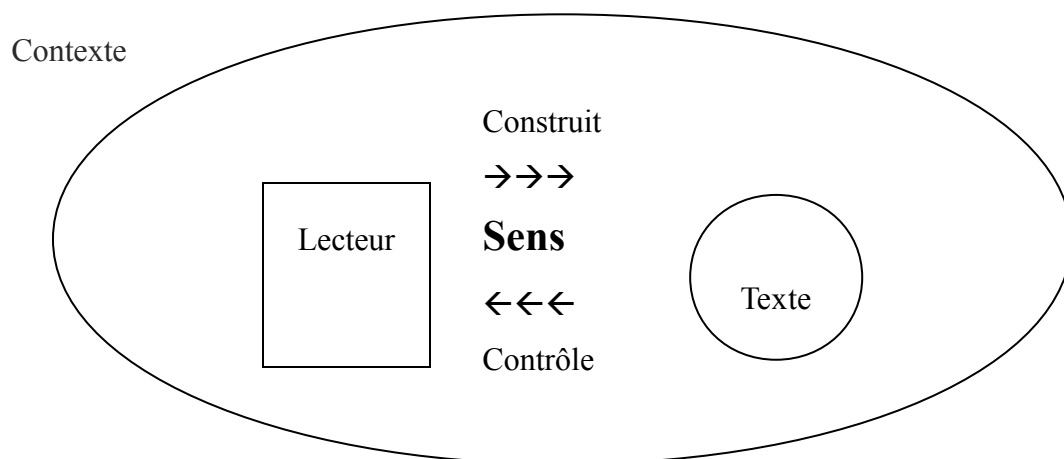 Contexte
Construit
→→→
Lecteur
Sens
Texte
←←←
Contrôle